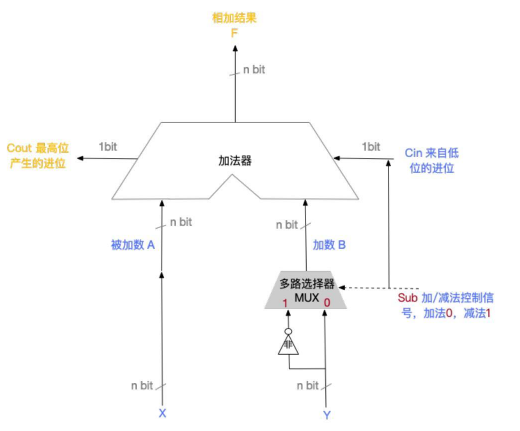 相加结果
F
n bit
Cout 最高位
产生的进位
1bit
加法器
1bit
Cin 来自低
位的进位
n bit
n bit
被加数 A
加数 B
多路选择器
MUX
1 0
Sub 加/减法控制信
号，加法0，减法1
非
n bit
n bit
X
Y